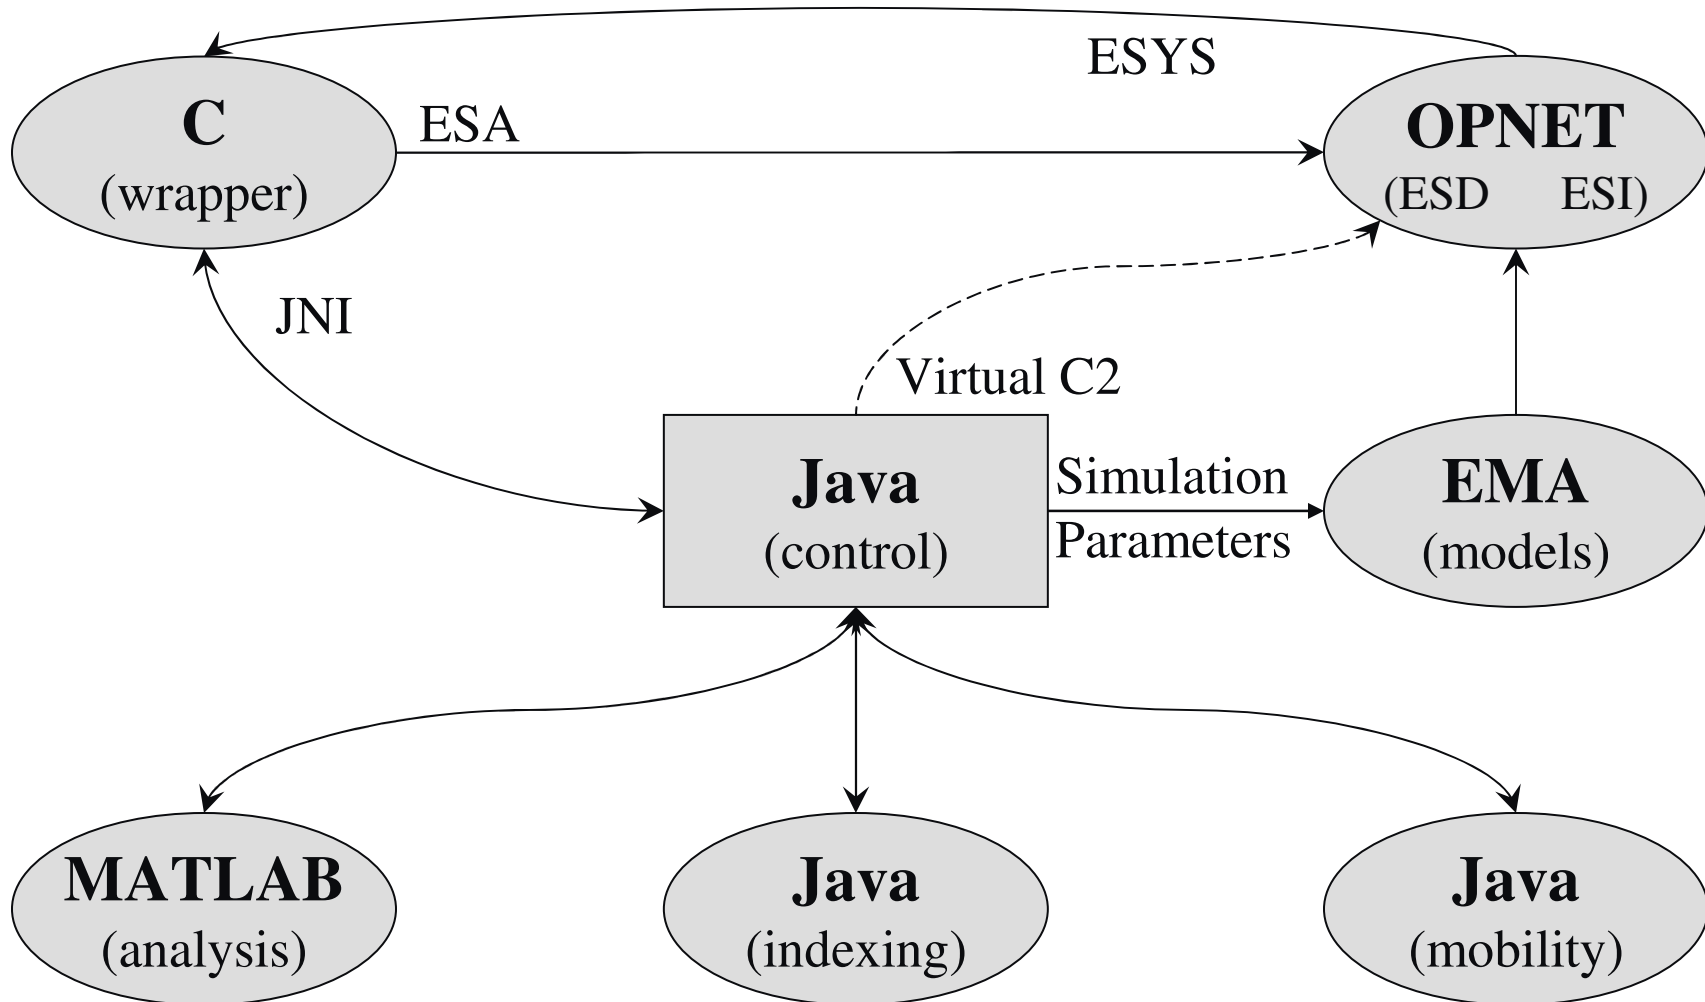 ESYS
C
(wrapper)
ESA
OPNET
(ESD ESI)
JNI
Virtual C2
Java
(control)
Simulation
Parameters
EMA
(models)
MATLAB
(analysis)
Java
(indexing)
Java
(mobility)